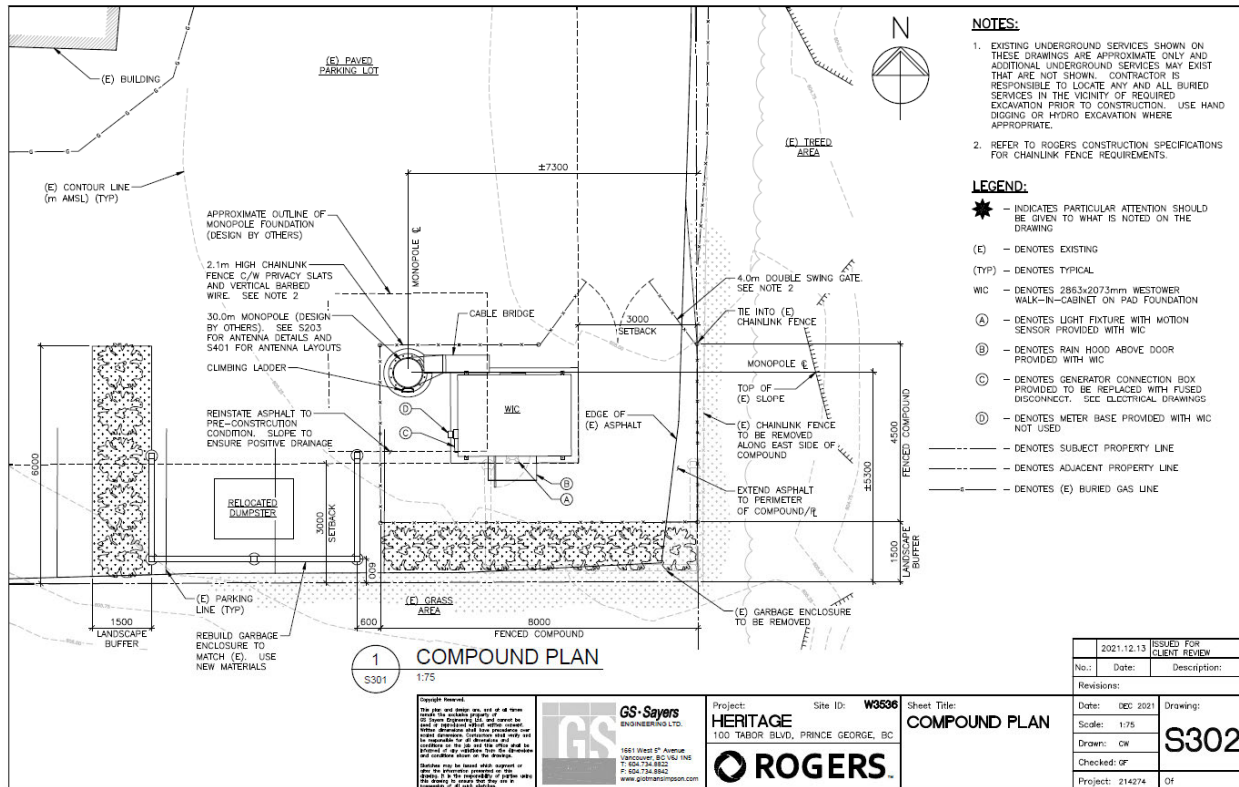 (E) BUILDING
(E) PAVED
PARKING LOT
(E) CONTOUR LINE
(m AMSL) (TYP)
N
(E) TREED
AREA
±7300
APPROXIMATE OUTLINE OF
MONOPOLE FOUNDATION
(DESIGN BY OTHERS)
MONOPOLE ℄
2.1m HIGH CHAINLINK
FENCE C/W PRIVACY SLATS
AND VERTICAL BARBED
WIRE. SEE NOTE 2
30.0m MONOPOLE (DESIGN
BY OTHERS). SEE S203
FOR ANTENNA DETAILS AND
S401 FOR ANTENNA LAYOUTS
CLIMBING LADDER
REINSTATE ASPHALT TO
PRE-CONSTRCUTION
CONDITION. SLOPE TO
ENSURE POSITIVE DRAINAGE
CABLE BRIDGE
4.0m DOUBLE SWING GATE.
SEE NOTE 2
3000
SETBACK
TIE INTO (E)
CHAINLINK FENCE
MONOPOLE ℄
TOP OF
(E) SLOPE
WIC
D
C
B
A
EDGE OF
(E) ASPHALT
(E) CHAINLINK FENCE
TO BE REMOVED
ALONG EAST SIDE OF
COMPOUND
EXTEND ASPHALT
TO PERIMETER
OF COMPOUND/℄
4500
FENCED COMPOUND
±5300
1500
LANDSCAPE
BUFFER
6000
RELOCATED
DUMPSTER
3000
SETBACK
600
(E) PARKING
LINE (TYP)
(E) GRASS
AREA
(E) GARBAGE ENCLOSURE
TO BE REMOVED
1500
LANDSCAPE
BUFFER
REBUILD GARBAGE
ENCLOSURE TO
MATCH (E). USE
NEW MATERIALS
600
8000
FENCED COMPOUND
1
S301
COMPOUND PLAN
1:75
NOTES:
1. EXISTING UNDERGROUND SERVICES SHOWN ON
THESE DRAWINGS ARE APPROXIMATE ONLY AND
ADDITIONAL UNDERGROUND SERVICES MAY EXIST
THAT ARE NOT SHOWN. CONTRACTOR IS
RESPONSIBLE TO LOCATE ANY AND ALL BURIED
SERVICES IN THE VICINITY OF REQUIRED
EXCAVATION PRIOR TO CONSTRUCTION. USE HAND
DIGGING OR HYDRO EXCAVATION WHERE
APPROPRIATE.
2. REFER TO ROGERS CONSTRUCTION SPECIFICATIONS
FOR CHAINLINK FENCE REQUIREMENTS.
LEGEND:
– INDICATES PARTICULAR ATTENTION SHOULD
BE GIVEN TO WHAT IS NOTED ON THE
DRAWING
(E) – DENOTES EXISTING
(TYP) – DENOTES TYPICAL
WIC – DENOTES 2863x2073mm WESTOWER
WALK-IN-CABINET ON PAD FOUNDATION
A – DENOTES LIGHT FIXTURE WITH MOTION
SENSOR PROVIDED WITH WIC
B – DENOTES RAIN HOOD ABOVE DOOR
PROVIDED WITH WIC
C – DENOTES GENERATOR CONNECTION BOX
PROVIDED TO BE REPLACED WITH FUSED
DISCONNECT. SEE ELECTRICAL DRAWINGS
D – DENOTES METER BASE PROVIDED WITH WIC
NOT USED
– DENOTES SUBJECT PROPERTY LINE
– DENOTES ADJACENT PROPERTY LINE
G – DENOTES (E) BURIED GAS LINE
Copyright Reserved.
GS
GS·Sayers
ENGINEERING LTD.
1661 West 5th Avenue
Vancouver, BC V6J 1N5
T: 604.734.8822
F: 604.734.8842
www.glotmansimpson.com
Project: Site ID: W3536
HERITAGE
100 TABOR BLVD, PRINCE GEORGE, BC
ROGERS
Sheet Title:
COMPOUND PLAN
2021.12.13 ISSUED FOR
CLIENT REVIEW
No.: Date: Description:
Revisions:
Date: DEC 2021
Scale: 1:75
Drawn: CW
Checked: GF
Project: 214274
Drawing:
S302
Of